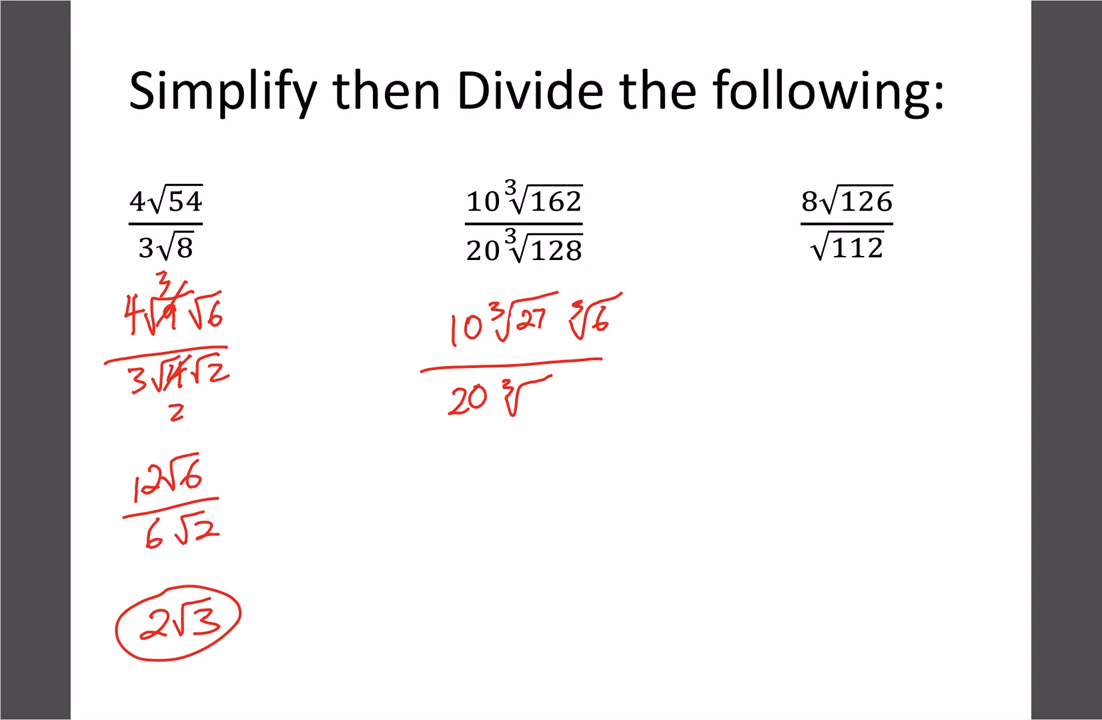 Simplify then Divide the following:
4√54 / 3√8
10∛162 / 20∛128
8√126 / √112
3
4√9 √6
3√4 √2
2
12√6
6√2
2√3
10∛27 ∛6
20∛